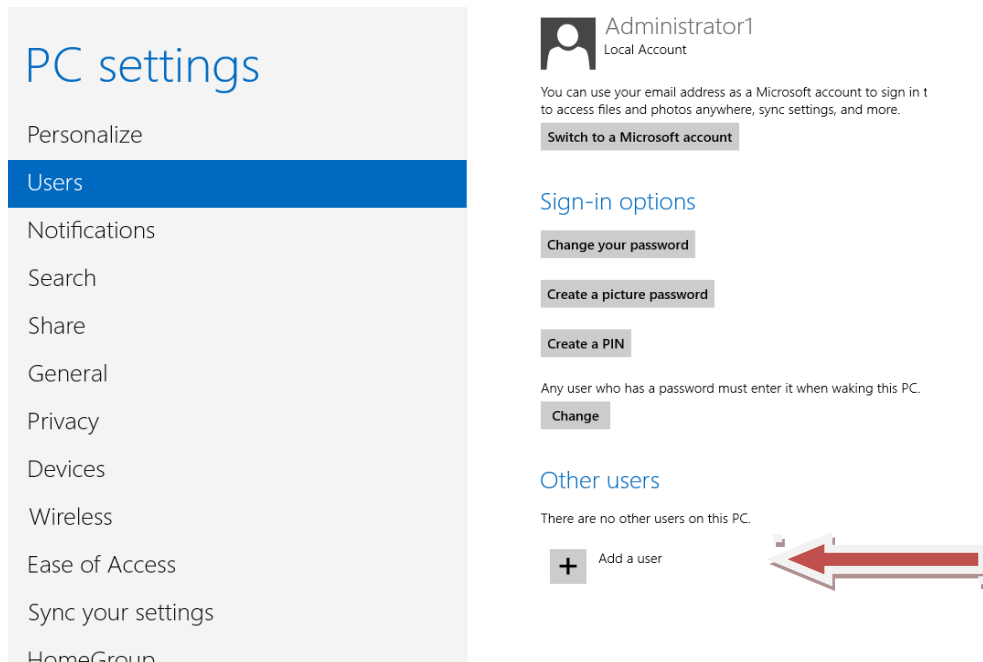 PC settings
Personalize
Users
Notifications
Search
Share
General
Privacy
Devices
Wireless
Ease of Access
Sync your settings
HomeGroup
Administrator1
Local Account
You can use your email address as a Microsoft account to sign in t
to access files and photos anywhere, sync settings, and more.
Switch to a Microsoft account
Sign-in options
Change your password
Create a picture password
Create a PIN
Any user who has a password must enter it when waking this PC.
Change
Other users
There are no other users on this PC.
+ Add a user